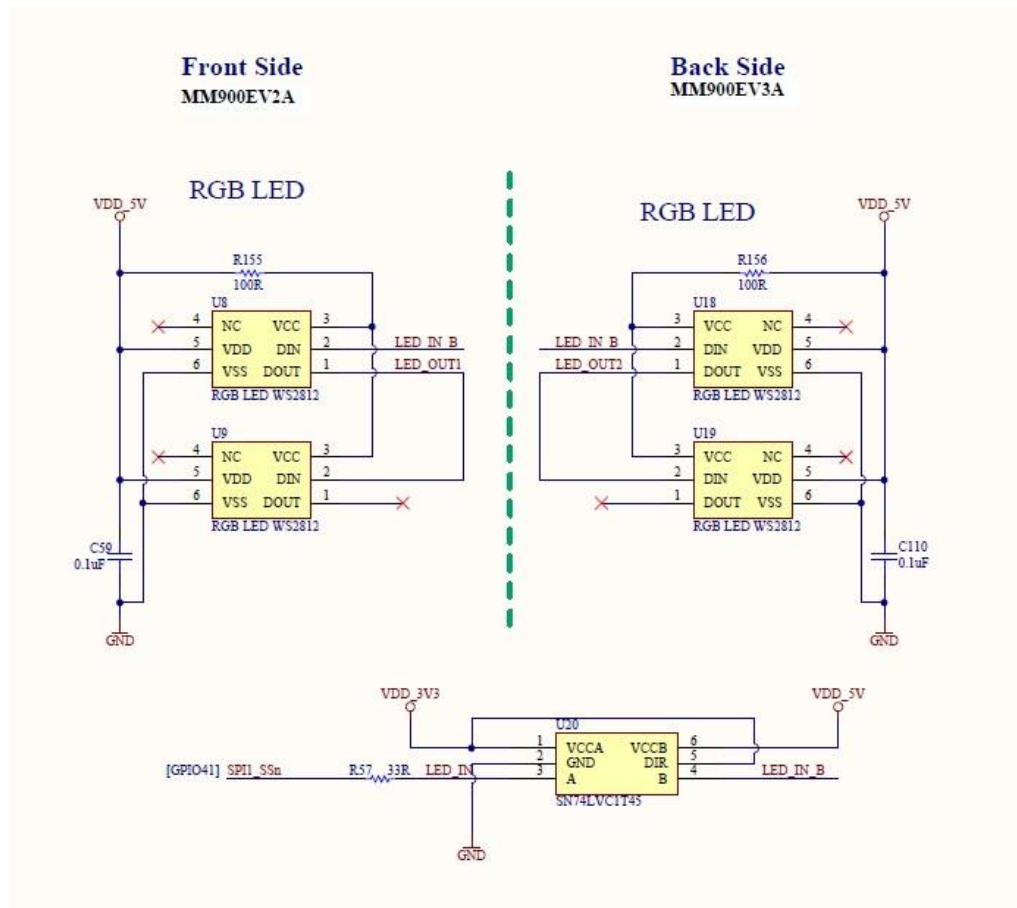 Front Side
MM900EV2A
Back Side
MM900EV3A
RGB LED
RGB LED
VDD_5V
VDD_5V
R155
100R
R156
100R
U8
4 NC VCC 3
5 VDD DIN 2
6 VSS DOUT 1
RGB LED WS2812
LED_IN_B
LED_OUT1
U9
4 NC VCC 3
5 VDD DIN 2
6 VSS DOUT 1
RGB LED WS2812
C59
0.1uF
GND
U18
3 VCC NC 4
2 DIN VDD 5
1 DOUT VSS 6
RGB LED WS2812
LED_IN_B
LED_OUT2
U19
3 VCC NC 4
2 DIN VDD 5
1 DOUT VSS 6
RGB LED WS2812
C110
0.1uF
GND
VDD_3V3
VDD_5V
U20
1 VCCA VCCB 6
2 GND DIR 5
3 A B 4
SN74LVC1T45
[GPIO41] SPI1_SSn
R57 33R
LED_IN
LED_IN_B
GND